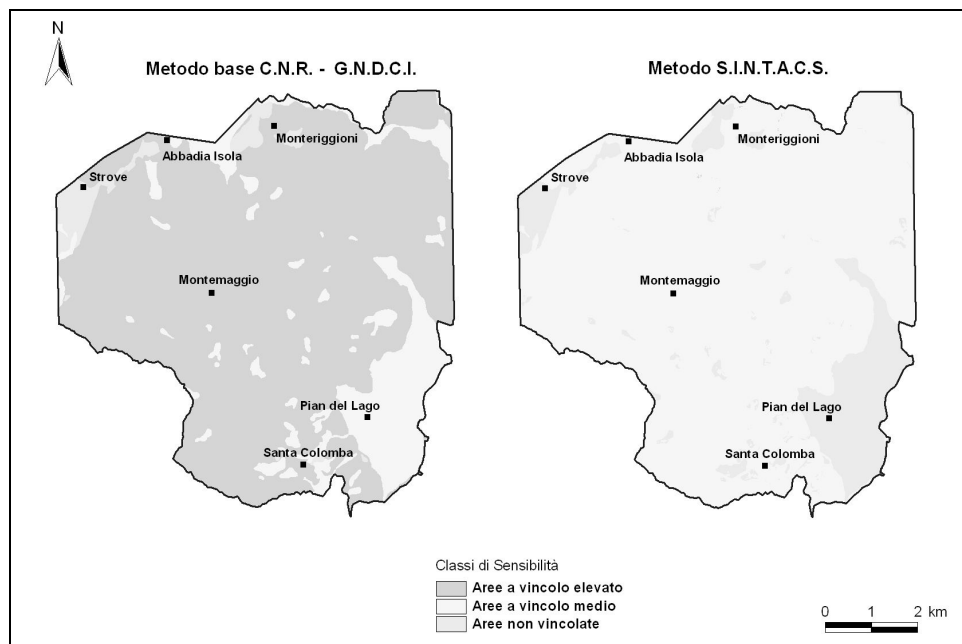 N
Metodo base C.N.R. - G.N.D.C.I.
Metodo S.I.N.T.A.C.S.
Monteriggioni
Abbadia Isola
Strove
Montemaggio
Pian del Lago
Santa Colomba
Monteriggioni
Abbadia Isola
Strove
Montemaggio
Pian del Lago
Santa Colomba
Classi di Sensibilità
Aree a vincolo elevato
Aree a vincolo medio
Aree non vincolate
0 1 2 km